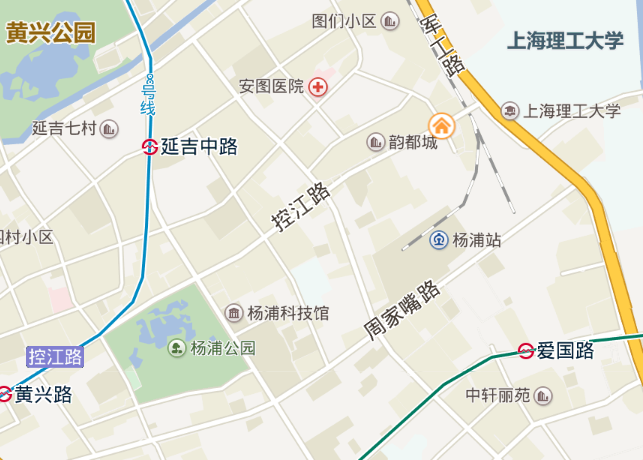 图们小区
黄兴公园
军工路
上海理工大学
8号线
安图医院
上海理工大学
延吉七村
延吉中路
韵都城
控江路
四村小区
杨浦站
周家嘴路
杨浦科技馆
杨浦公园
控江路
爱国路
黄兴路
中轩丽苑